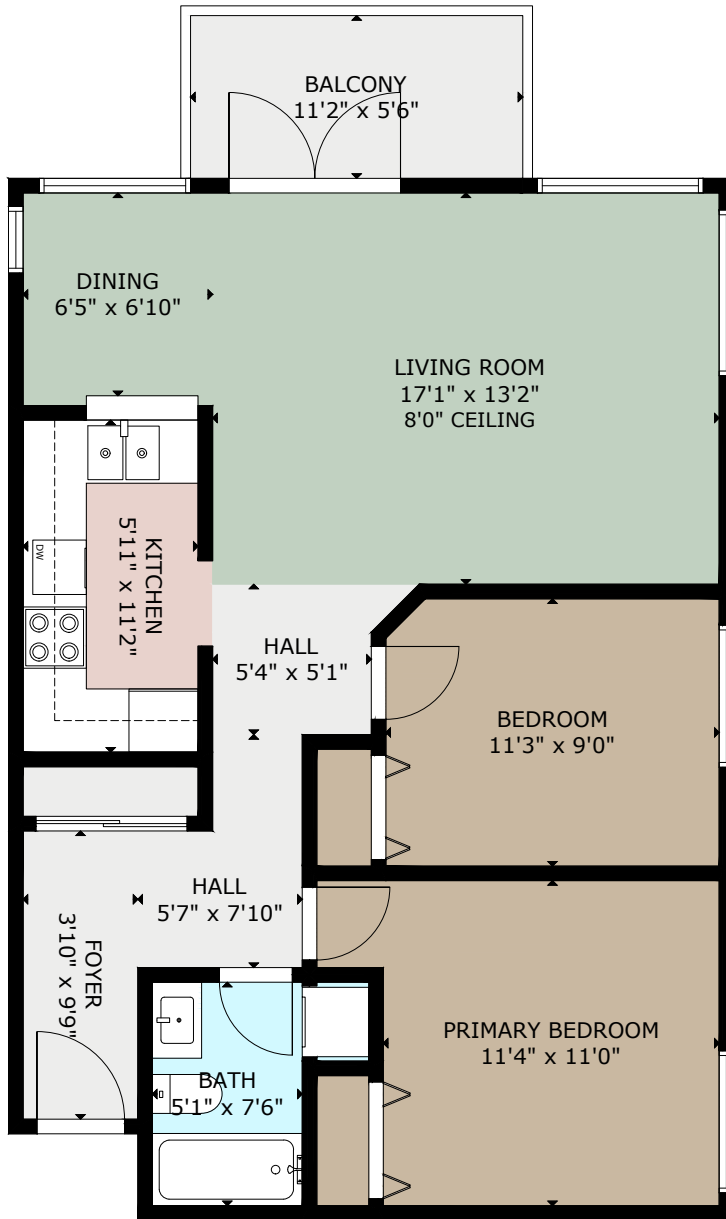 BALCONY
11'2" x 5'6"
DINING
6'5" x 6'10"
LIVING ROOM
17'1" x 13'2"
8'0" CEILING
KITCHEN
5'11" x 11'2"
DW
HALL
5'4" x 5'1"
BEDROOM
11'3" x 9'0"
HALL
5'7" x 7'10"
FOYER
3'10" x 9'9"
PRIMARY BEDROOM
11'4" x 11'0"
BATH
5'1" x 7'6"